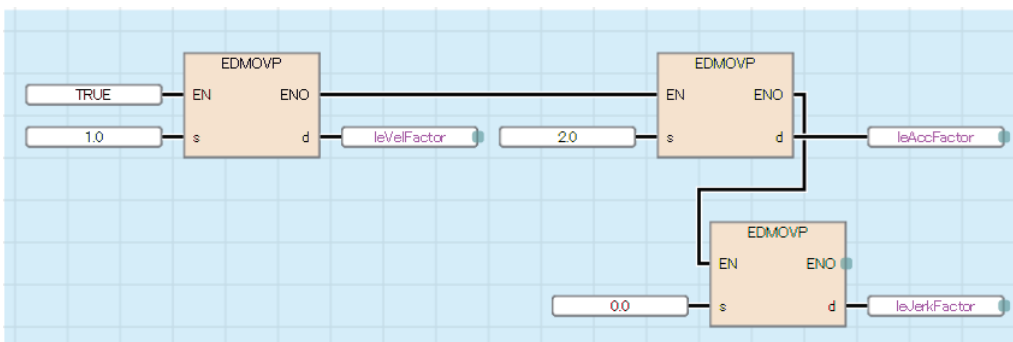 EDMOVP EDMOVP
TRUE EN ENO EN ENO
1.0 s d leVelFactor 2.0 s d leAccFactor
EDMOVP
EN ENO
0.0 s d leJerkFactor